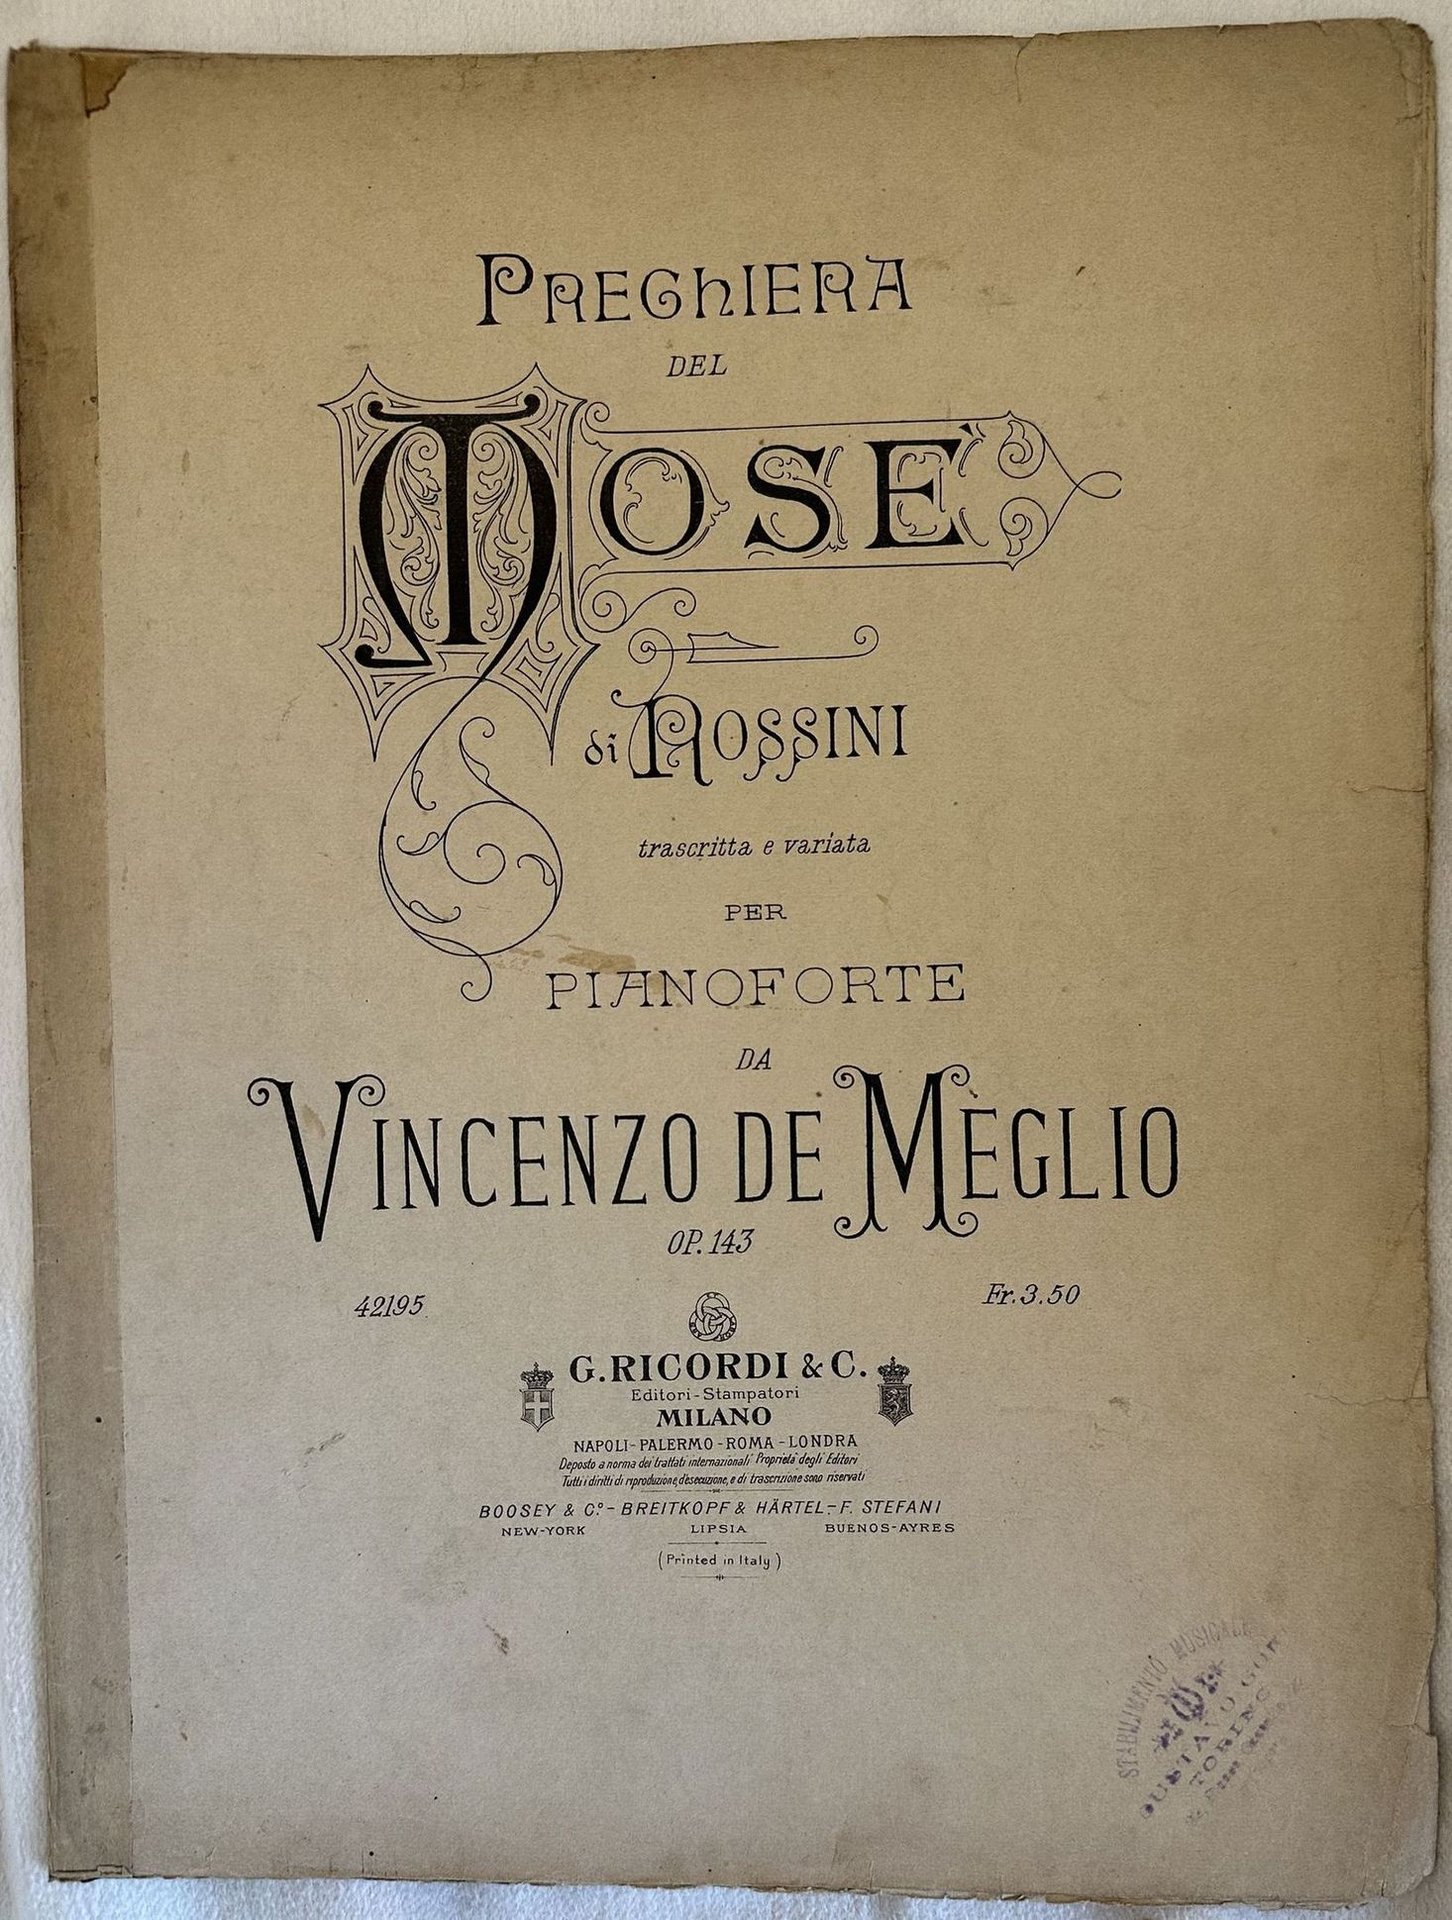 PREGHIERA
DEL
MOSÈ
di ROSSINI
trascritta e variata
PER
PIANOFORTE
DA
VINCENZO DE MÈGLIO
OP. 143
42195.
Fr. 3.50
G. RICORDI & C.
Editori-Stampatori
MILANO
NAPOLI-PALERMO-ROMA-LONDRA
Deposto a norma dei trattati internazionali Proprietà degli Editori
Tutti i diritti di riproduzione, d'esecuzione, e di trascrizione sono riservati
BOOSEY & C.º - BREITKOPF & HÄRTEL - F. STEFANI
NEW-YORK LIPSIA BUENOS-AYRES
(Printed in Italy)
STABILIMENTO MUSICALE
GUSTAVO
TORINO